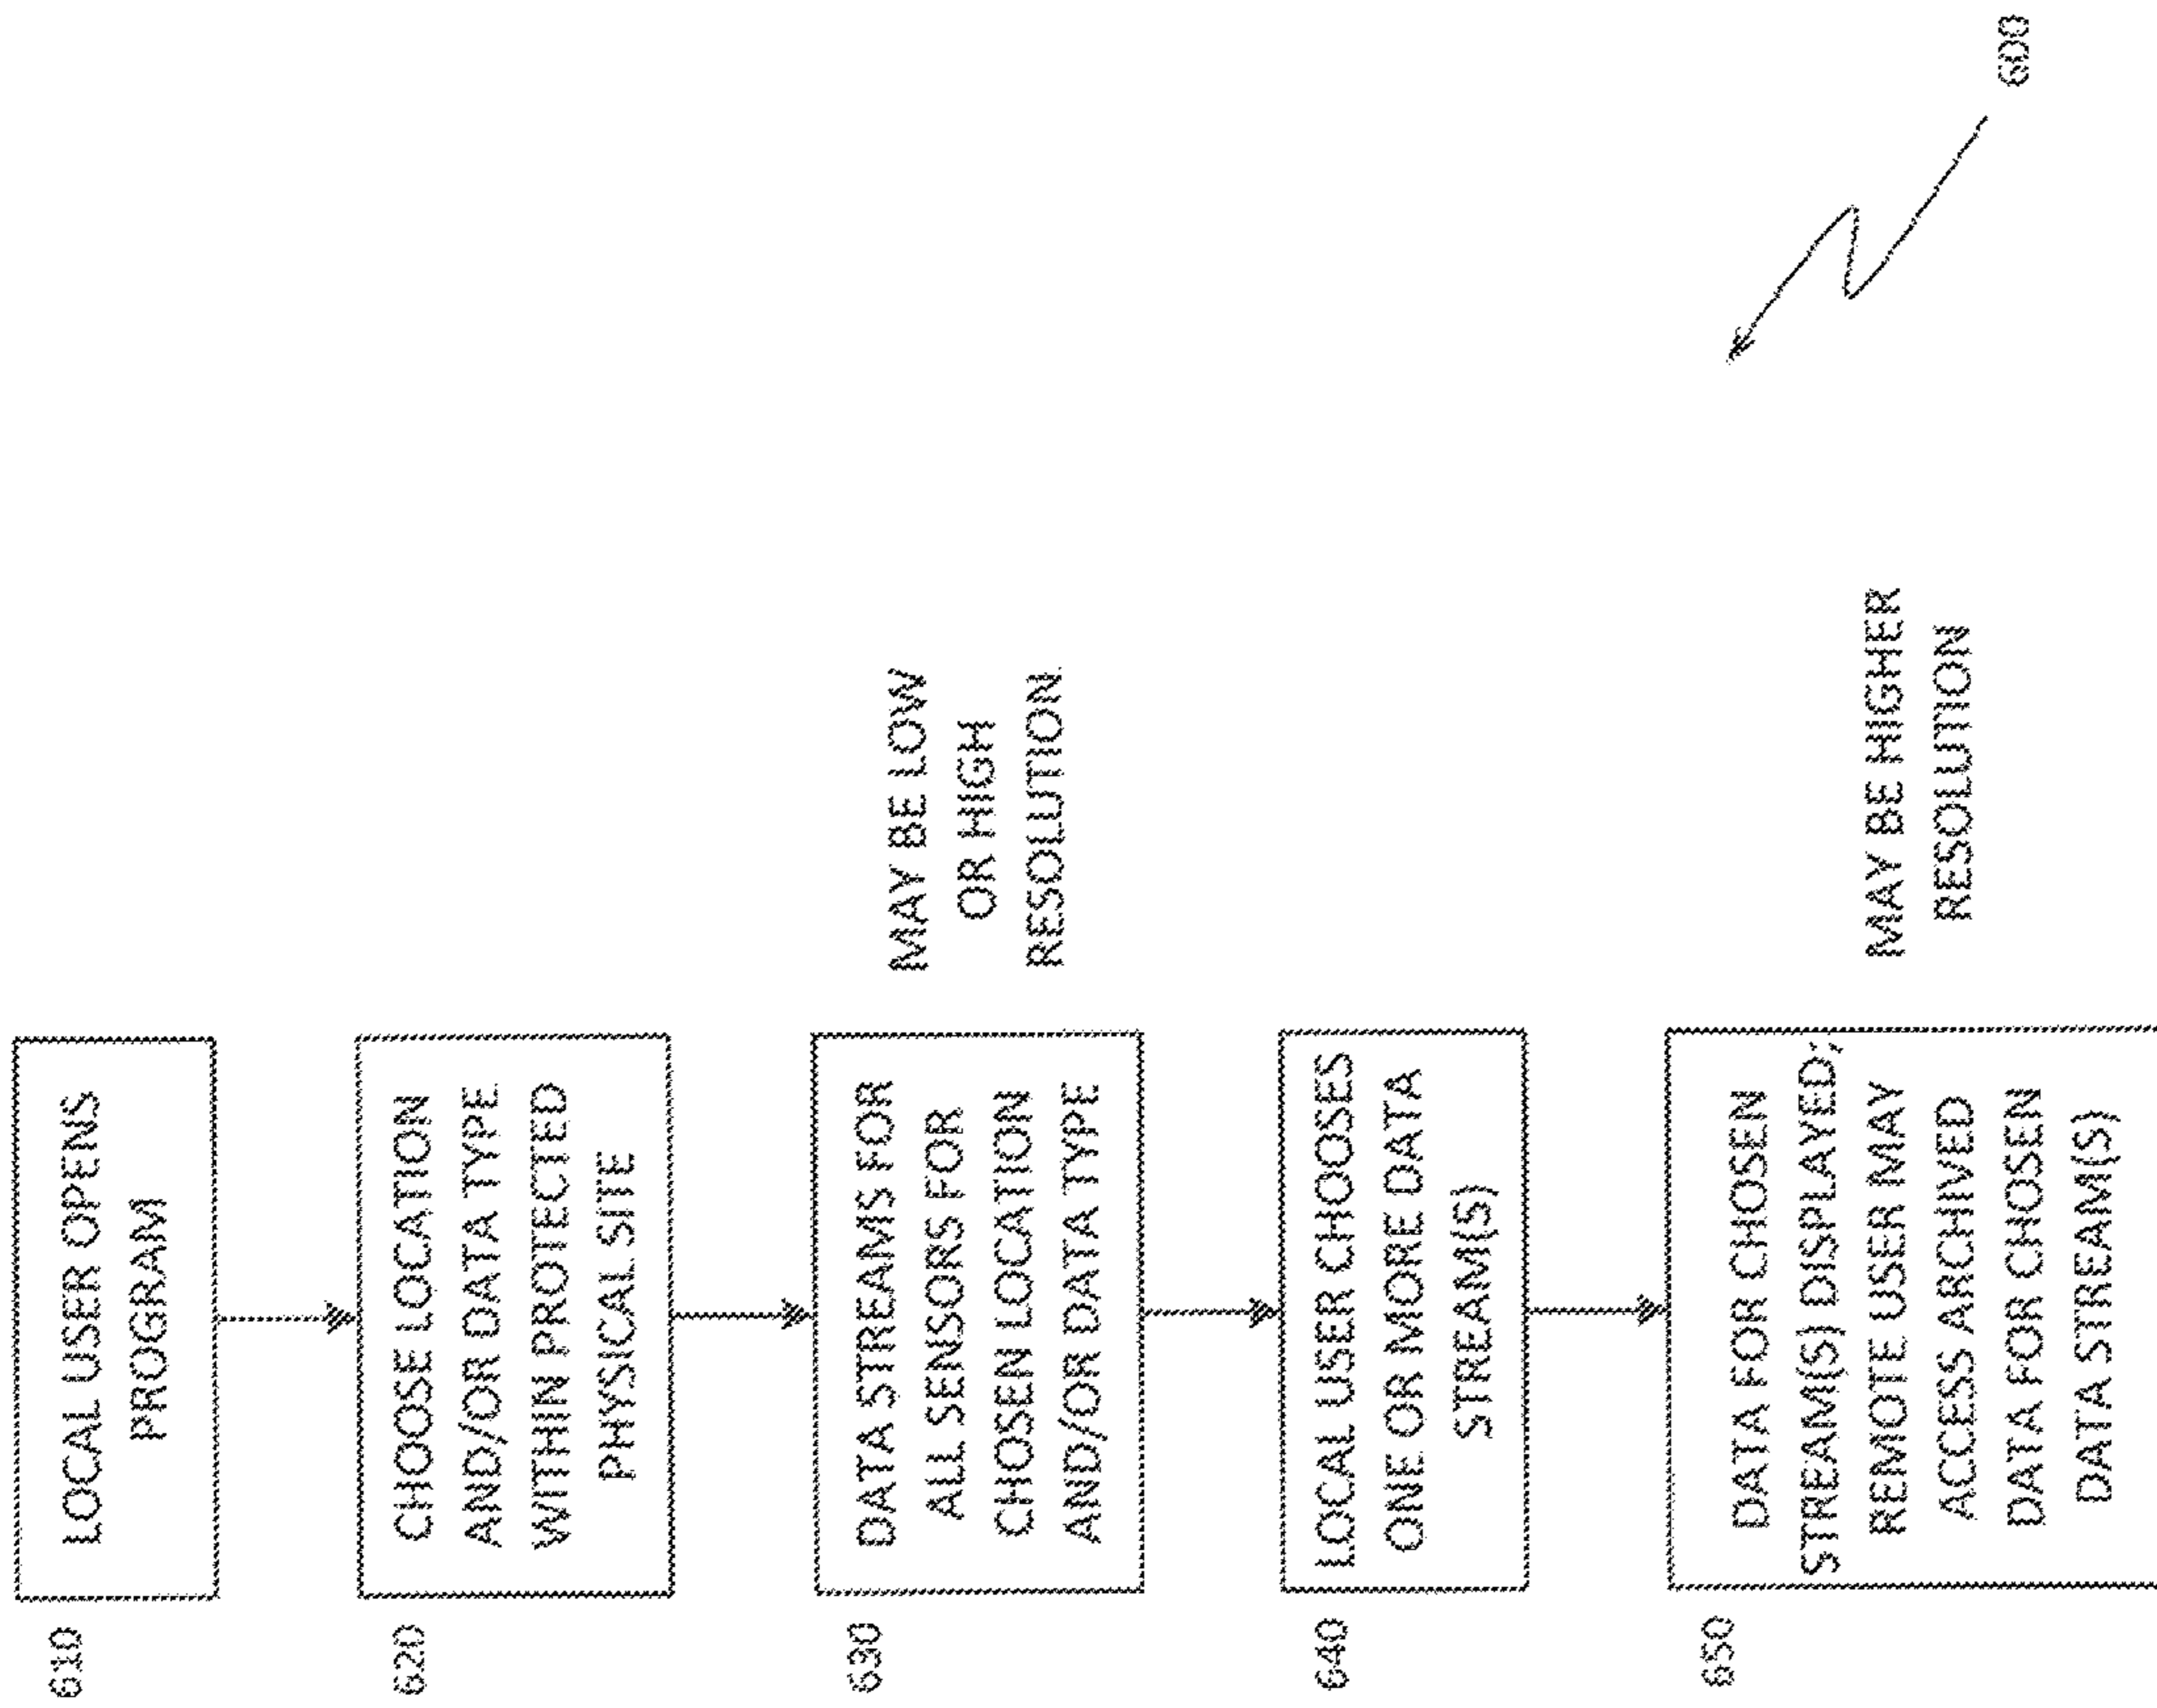 610
LOCAL USER OPENS
PROGRAM
620
CHOOSE LOCATION
AND/OR DATA TYPE
WITHIN PROTECTED
PHYSICAL SITE
630
DATA STREAMS FOR
ALL SENSORS FOR
CHOSEN LOCATION
AND/OR DATA TYPE
MAY BE LOW
OR HIGH
RESOLUTION
640
LOCAL USER CHOOSES
ONE OR MORE DATA
STREAM(S)
650
DATA FOR CHOSEN
STREAM(S) DISPLAYED;
REMOTE USER MAY
ACCESS ARCHIVED
DATA FOR CHOSEN
DATA STREAM(S)
MAY BE HIGHER
RESOLUTION
600